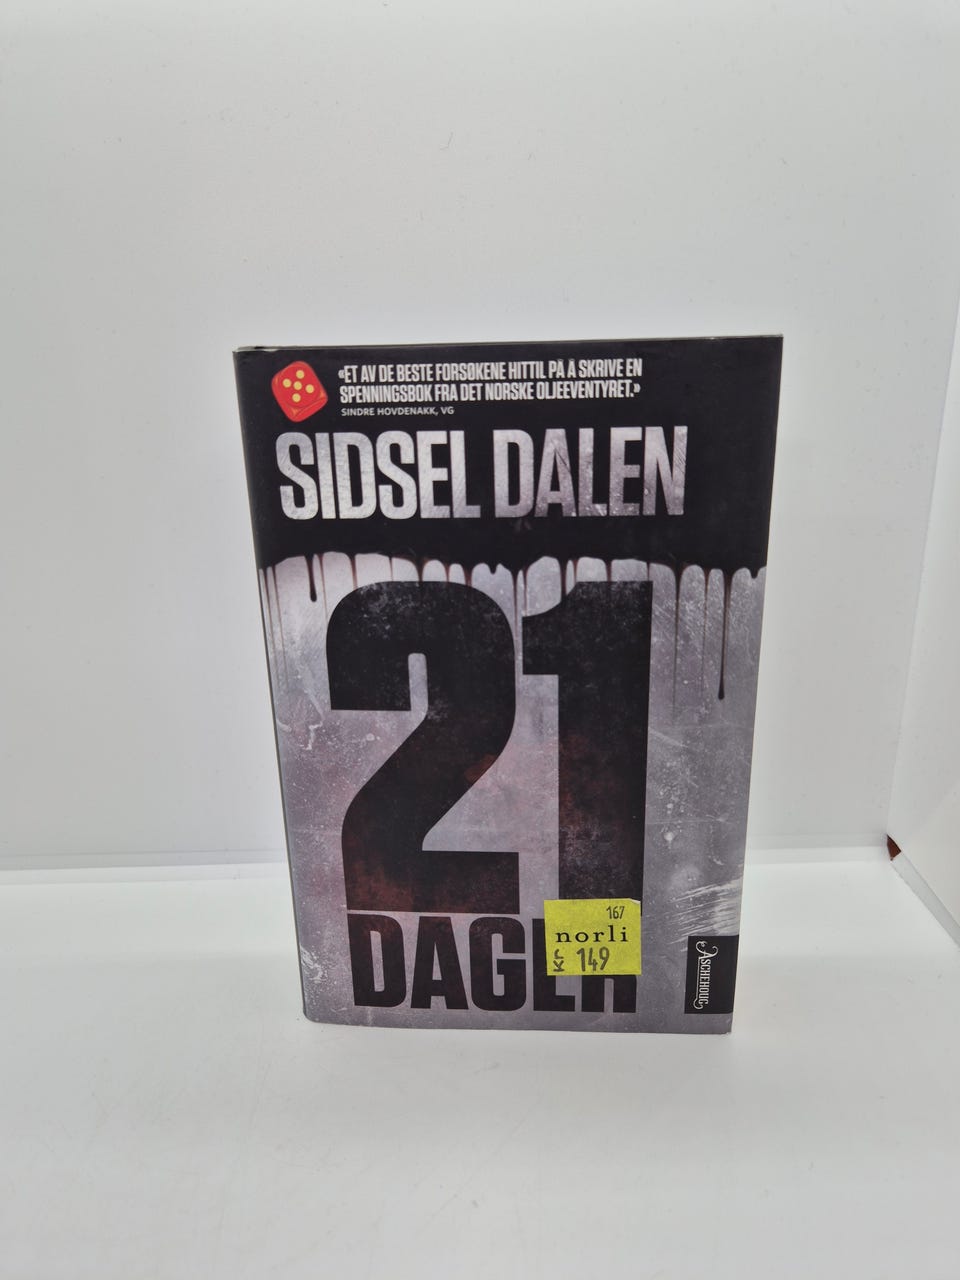 «ET AV DE BESTE FORSØKENE HITTIL PÅ Å SKRIVE EN
SPENNINGSBOK FRA DET NORSKE OLJEEVENTYRET.»
SINDRE HOVDENAKK, VG
SIDSEL DALEN
21
DAGER
167
norli
Kr 149
ASCHEHOUG